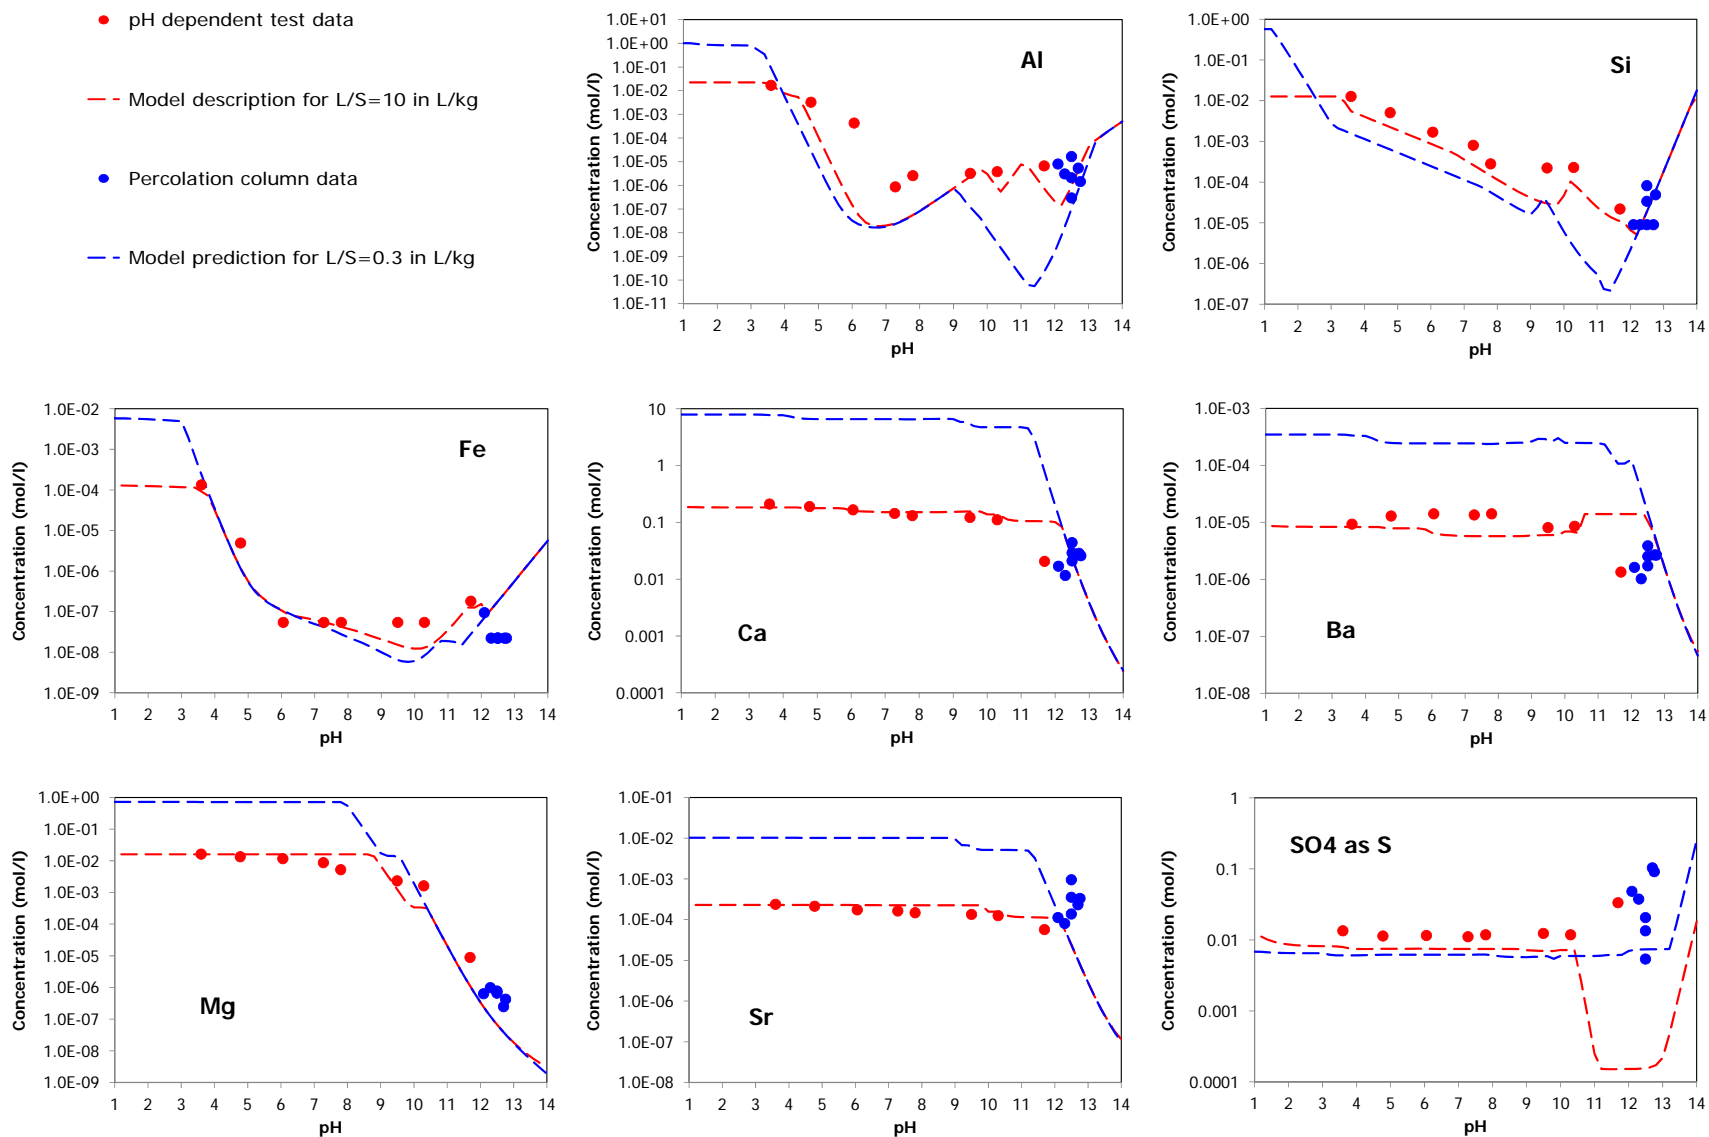 pH dependent test data
Model description for L/S=10 in L/kg
Percolation column data
Model prediction for L/S=0.3 in L/kg
Al
Concentration (mol/l)
1.0E+01
1.0E+00
1.0E-01
1.0E-02
1.0E-03
1.0E-04
1.0E-05
1.0E-06
1.0E-07
1.0E-08
1.0E-09
1.0E-10
1.0E-11
1 2 3 4 5 6 7 8 9 10 11 12 13 14
pH
Si
Concentration (mol/l)
1.0E+00
1.0E-01
1.0E-02
1.0E-03
1.0E-04
1.0E-05
1.0E-06
1.0E-07
1 2 3 4 5 6 7 8 9 10 11 12 13 14
pH
Fe
Concentration (mol/l)
1.0E-02
1.0E-03
1.0E-04
1.0E-05
1.0E-06
1.0E-07
1.0E-08
1.0E-09
1 2 3 4 5 6 7 8 9 10 11 12 13 14
pH
Ca
Concentration (mol/l)
10
1
0.1
0.01
0.001
0.0001
1 2 3 4 5 6 7 8 9 10 11 12 13 14
pH
Ba
Concentration (mol/l)
1.0E-03
1.0E-04
1.0E-05
1.0E-06
1.0E-07
1.0E-08
1 2 3 4 5 6 7 8 9 10 11 12 13 14
pH
Mg
Concentration (mol/l)
1.0E+00
1.0E-01
1.0E-02
1.0E-03
1.0E-04
1.0E-05
1.0E-06
1.0E-07
1.0E-08
1.0E-09
1 2 3 4 5 6 7 8 9 10 11 12 13 14
pH
Sr
Concentration (mol/l)
1.0E-01
1.0E-02
1.0E-03
1.0E-04
1.0E-05
1.0E-06
1.0E-07
1.0E-08
1 2 3 4 5 6 7 8 9 10 11 12 13 14
pH
SO4 as S
Concentration (mol/l)
1
0.1
0.01
0.001
0.0001
1 2 3 4 5 6 7 8 9 10 11 12 13 14
pH